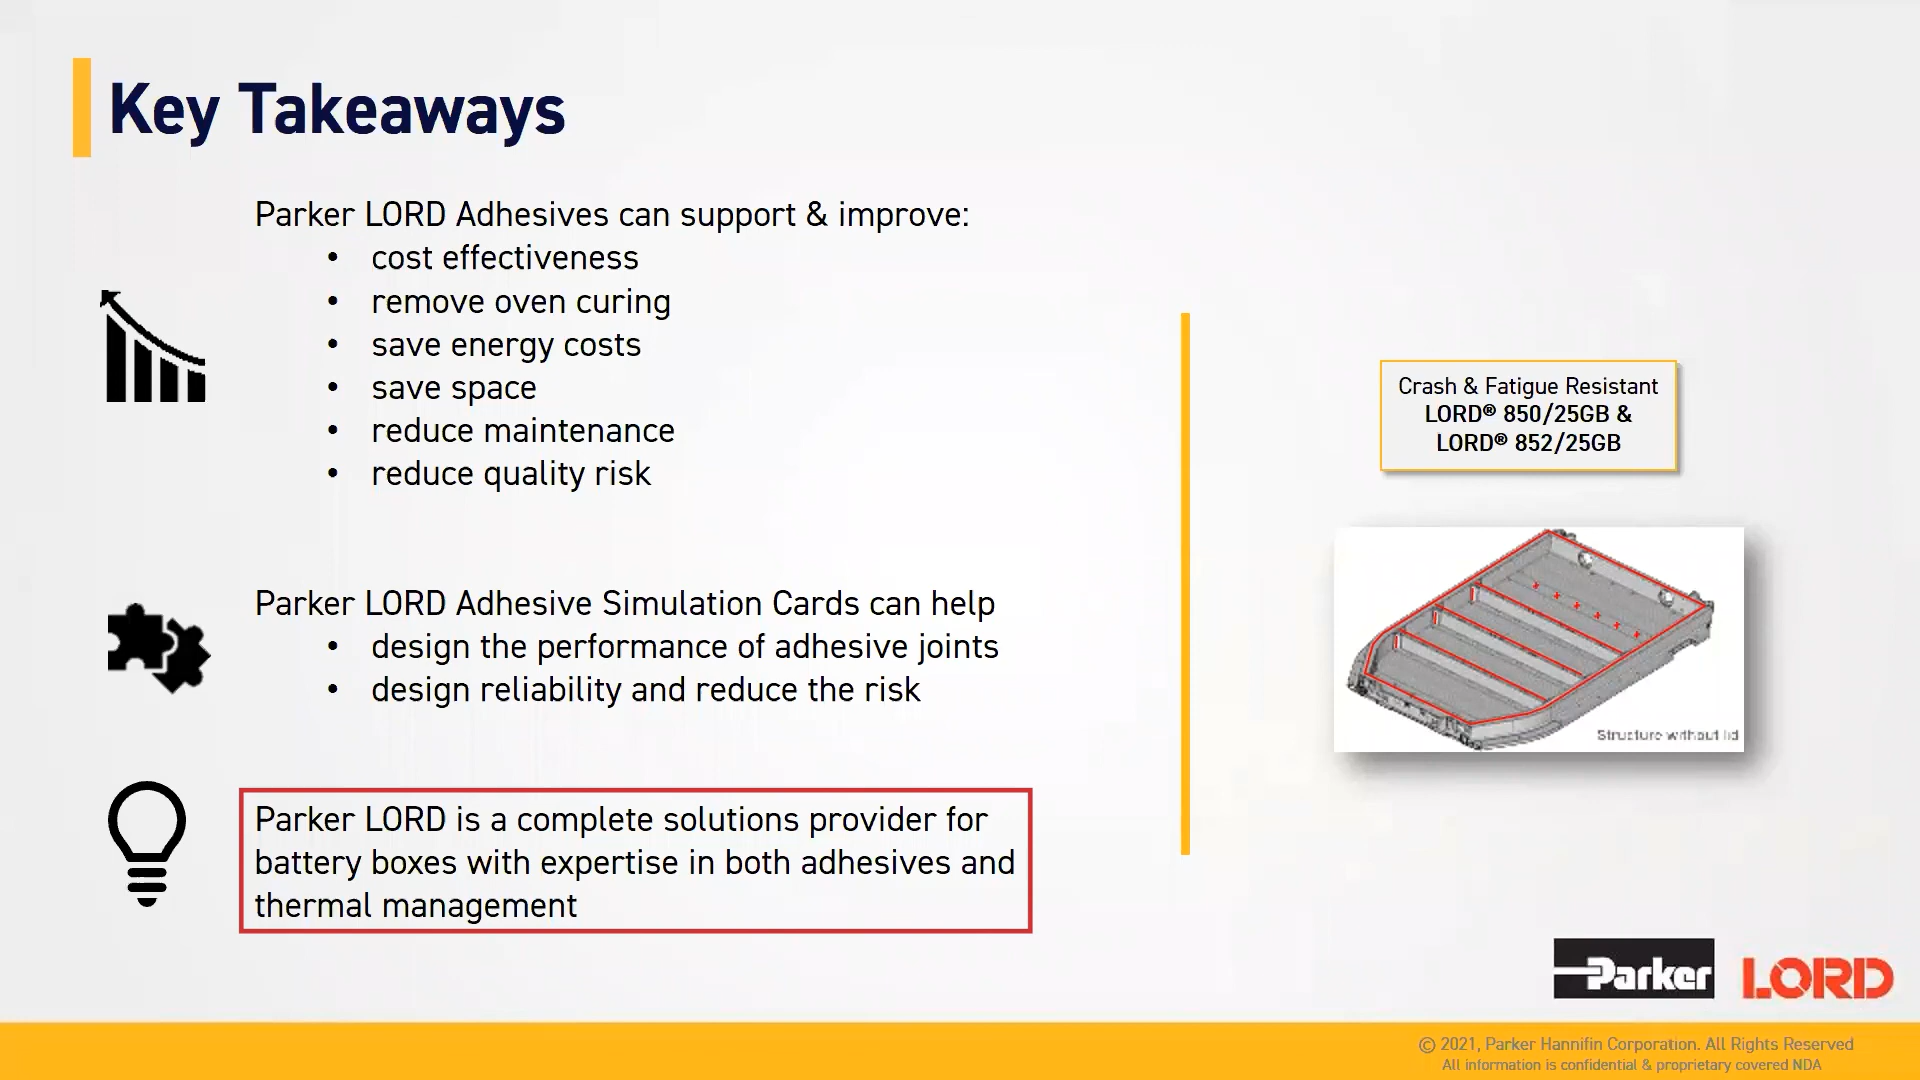 Key Takeaways
Parker LORD Adhesives can support & improve:
• cost effectiveness
• remove oven curing
• save energy costs
• save space
• reduce maintenance
• reduce quality risk
Parker LORD Adhesive Simulation Cards can help
• design the performance of adhesive joints
• design reliability and reduce the risk
Parker LORD is a complete solutions provider for
battery boxes with expertise in both adhesives and
thermal management
Crash & Fatigue Resistant
LORD® 850/25GB &
LORD® 852/25GB
Structure without lid
Parker LORD
© 2021, Parker Hannifin Corporation. All Rights Reserved
All information is confidential & proprietary covered NDA